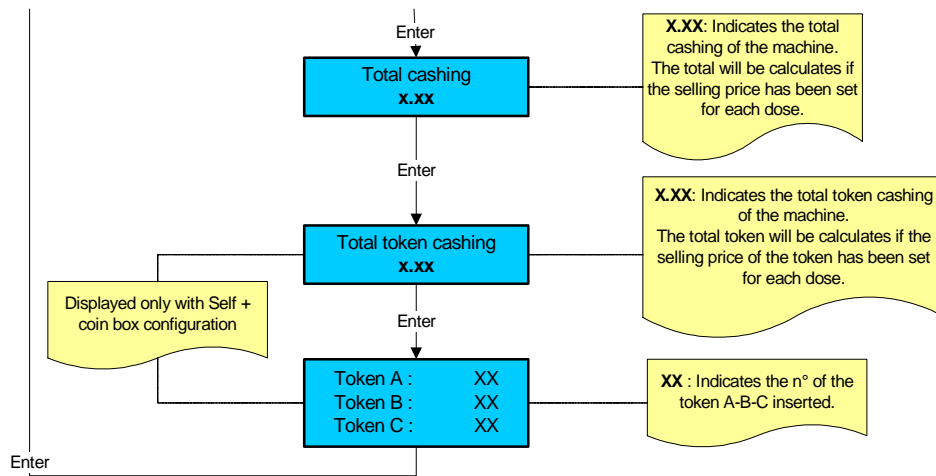 Enter
Total cashing
x.xx
X.XX: Indicates the total
cashing of the machine.
The total will be calculates if
the selling price has been set
for each dose.
Enter
Total token cashing
x.xx
X.XX: Indicates the total token cashing
of the machine.
The total token will be calculates if the
selling price of the token has been set
for each dose.
Displayed only with Self +
coin box configuration
Enter
Token A : XX
Token B : XX
Token C : XX
XX : Indicates the n° of the
token A-B-C inserted.
Enter